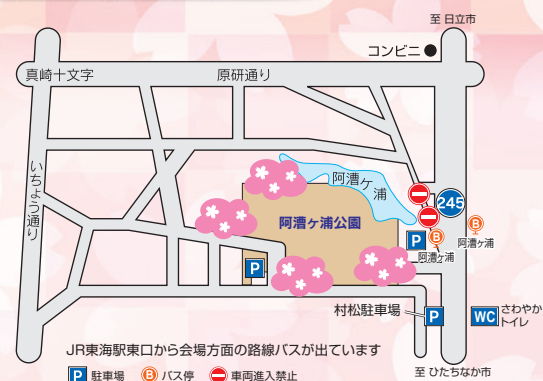 至 日立市
コンビニ
真崎十文字
原研通り
いちょう通り
阿漕ケ浦
阿漕ヶ浦公園
245
P
B
阿漕ヶ浦
B
阿漕ヶ浦
P
村松駐車場
P
WC
さわやか
トイレ
JR東海駅東口から会場方面の路線バスが出ています
至 ひたちなか市
P 駐車場 B バス停 車両進入禁止